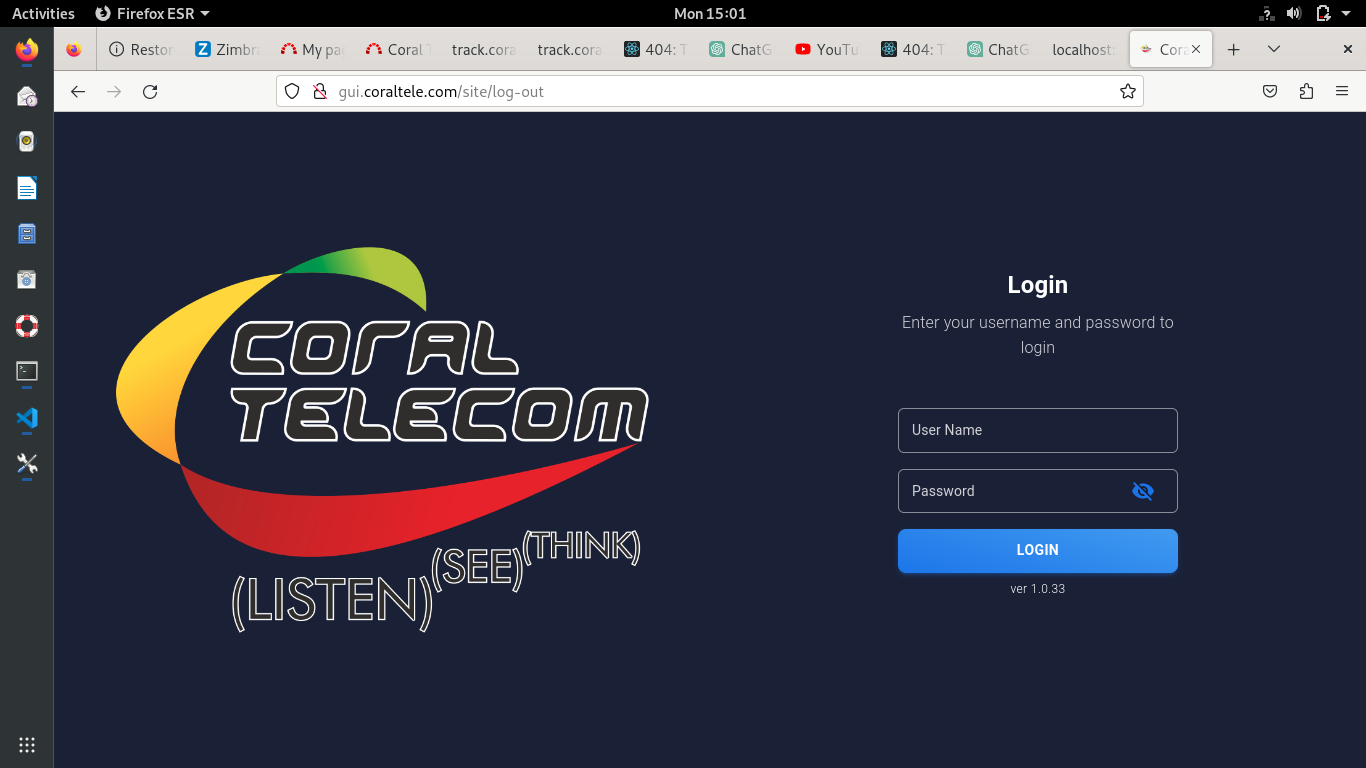 Activities
Firefox ESR
Mon 15:01
Restor
Zimbra
My pa
Coral T
track.cora
track.cora
404: T
ChatG
YouTu
404: T
ChatG
localhost:
Cora
gui.coraltele.com/site/log-out
CORAL
TELECOM
(LISTEN)(SEE)(THINK)
Login
Enter your username and password to
login
User Name
Password
LOGIN
ver 1.0.33